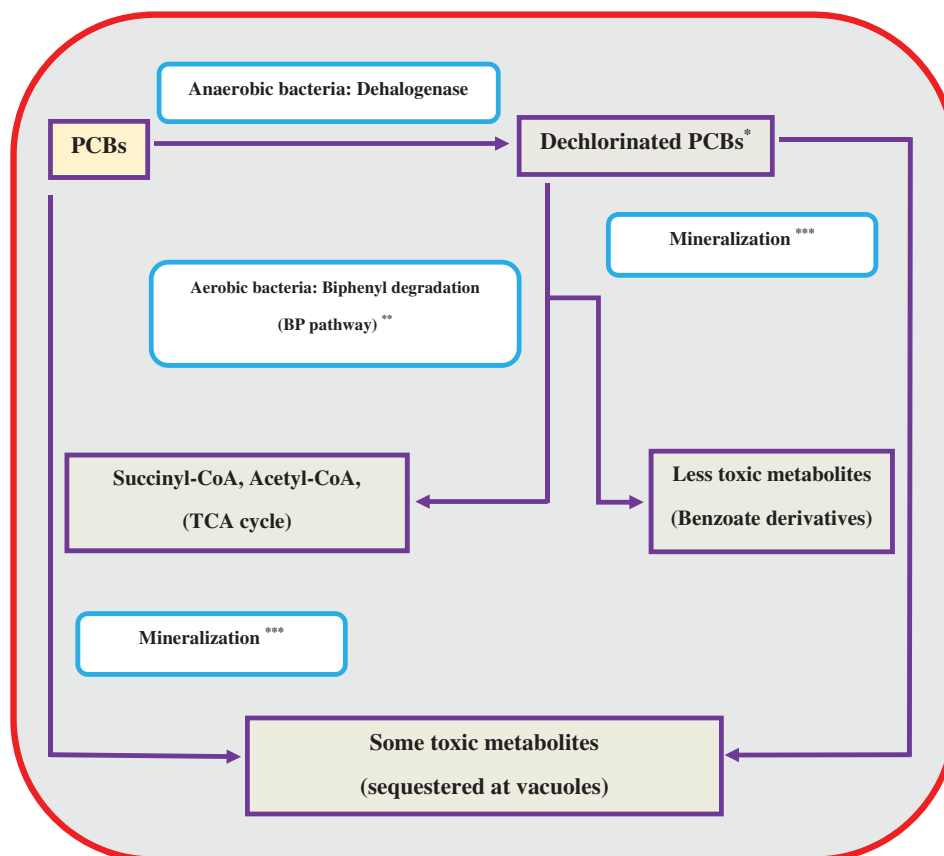 Anaerobic bacteria: Dehalogenase
PCBs
Dechlorinated PCBs*
Mineralization ***
Aerobic bacteria: Biphenyl degradation
(BP pathway) **
Succinyl-CoA, Acetyl-CoA,
(TCA cycle)
Less toxic metabolites
(Benzoate derivatives)
Mineralization ***
Some toxic metabolites
(sequestered at vacuoles)